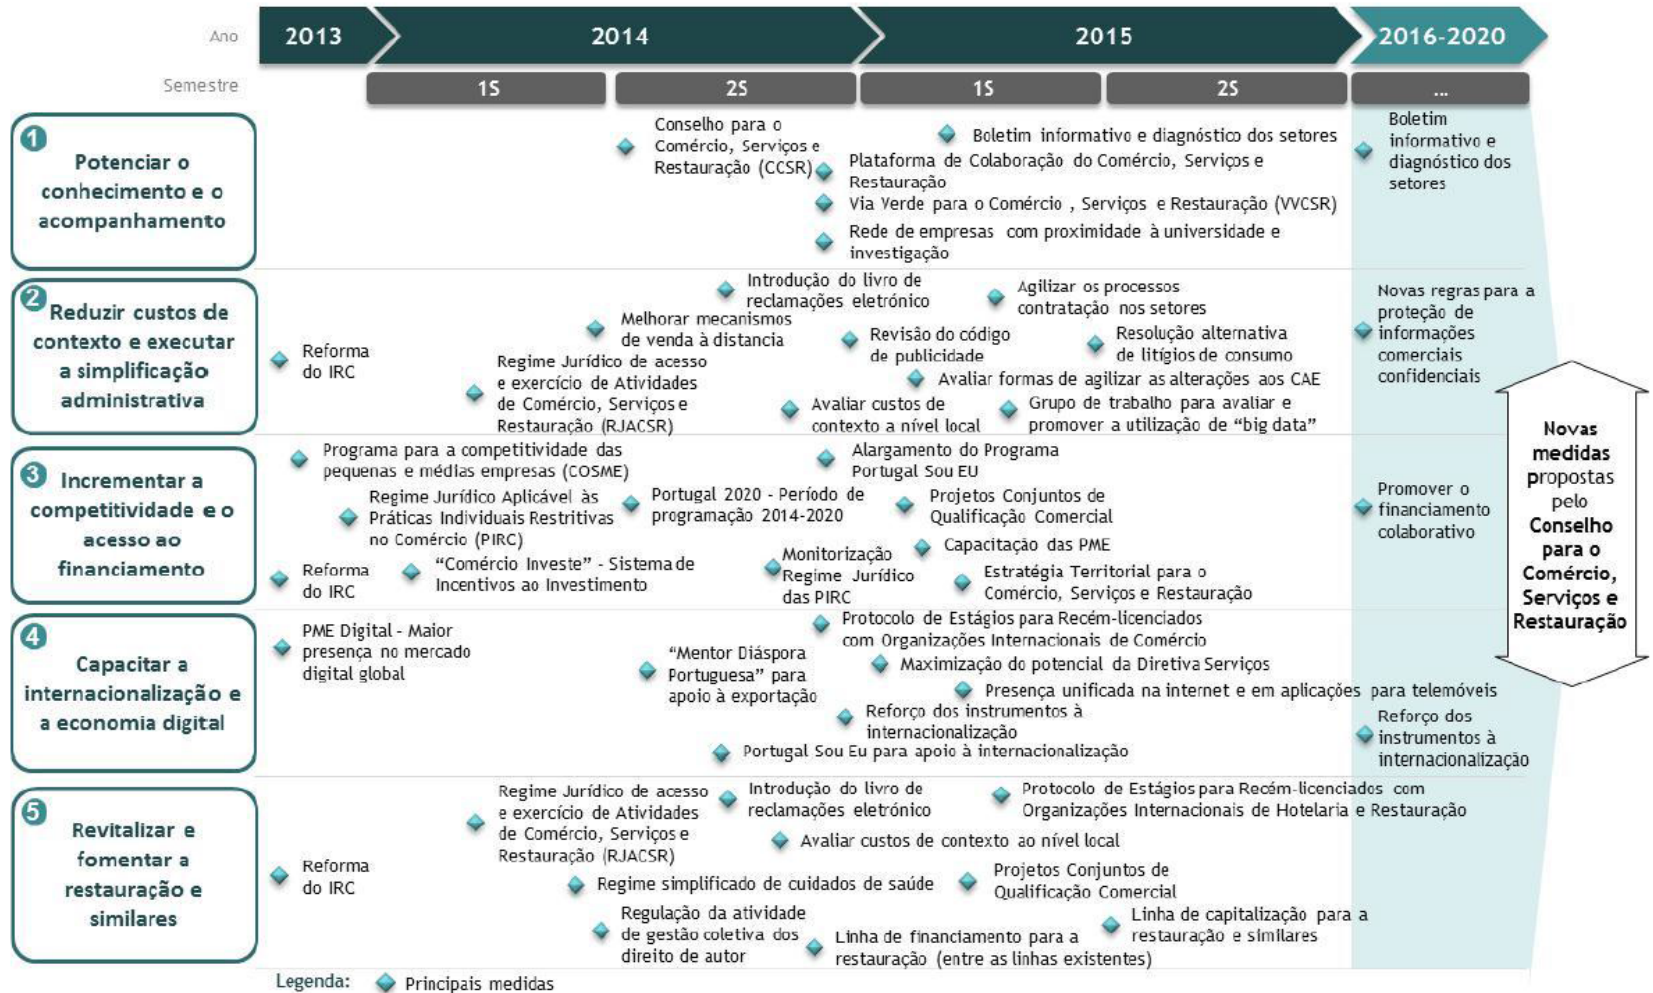 Ano
2013
2014
2015
2016-2020
Semestre
1S
2S
1S
2S
...
1
Potenciar o
conhecimento e o
acompanhamento
Conselho para o
Comércio, Serviços e
Restauração (CCSR)
Boletim informativo e diagnóstico dos setores
Plataforma de Colaboração do Comércio, Serviços e
Restauração
Via Verde para o Comércio , Serviços e Restauração (VVCSR)
Rede de empresas com proximidade à universidade e
investigação
Boletim
informativo e
diagnóstico dos
setores
2
Reduzir custos de
contexto e executar
a simplificação
administrativa
Reforma
do IRC
Regime Jurídico de acesso
e exercício de Atividades
de Comércio, Serviços e
Restauração (RJACSR)
Melhorar mecanismos
de venda à distancia
Introdução do livro de
reclamações eletrónico
Avaliar custos de
contexto a nível local
Revisão do código
de publicidade
Avaliar formas de agilizar as alterações aos CAE
Agilizar os processos
contratação nos setores
Grupo de trabalho para avaliar e
promover a utilização de “big data”
Resolução alternativa
de litígios de consumo
Novas regras para a
proteção de
informações
comerciais
confidenciais
3
Incrementar a
competitividade e o
acesso ao
financiamento
Programa para a competitividade das
pequenas e médias empresas (COSME)
Regime Jurídico Aplicável às
Práticas Individuais Restritivas
no Comércio (PIRC)
Reforma
do IRC
“Comércio Investe” - Sistema de
Incentivos ao Investimento
Portugal 2020 - Período de
programação 2014-2020
Monitorização
Regime Jurídico
das PIRC
Alargamento do Programa
Portugal Sou EU
Projetos Conjuntos de
Qualificação Comercial
Capacitação das PME
Estratégia Territorial para o
Comércio, Serviços e Restauração
Promover o
financiamento
colaborativo
4
Capacitar a
internacionalização e
a economia digital
PME Digital - Maior
presença no mercado
digital global
“Mentor Diáspora
Portuguesa” para
apoio à exportação
Protocolo de Estágios para Recém-licenciados
com Organizações Internacionais de Comércio
Maximização do potencial da Diretiva Serviços
Presença unificada na internet e em aplicações para telemóveis
Reforço dos instrumentos à
internacionalização
Portugal Sou Eu para apoio à internacionalização
Reforço dos
instrumentos à
internacionalização
5
Revitalizar e
fomentar a
restauração e
similares
Reforma
do IRC
Regime Jurídico de acesso
e exercício de Atividades
de Comércio, Serviços e
Restauração (RJACSR)
Introdução do livro de
reclamações eletrónico
Protocolo de Estágios para Recém-licenciados com
Organizações Internacionais de Hotelaria e Restauração
Avaliar custos de contexto ao nível local
Regime simplificado de cuidados de saúde
Projetos Conjuntos de
Qualificação Comercial
Regulação da atividade
de gestão coletiva dos
direito de autor
Linha de financiamento para a
restauração (entre as linhas existentes)
Linha de capitalização para a
restauração e similares
Novas
medidas
propostas
pelo
Conselho
para o
Comércio,
Serviços e
Restauração
Legenda:
Principais medidas